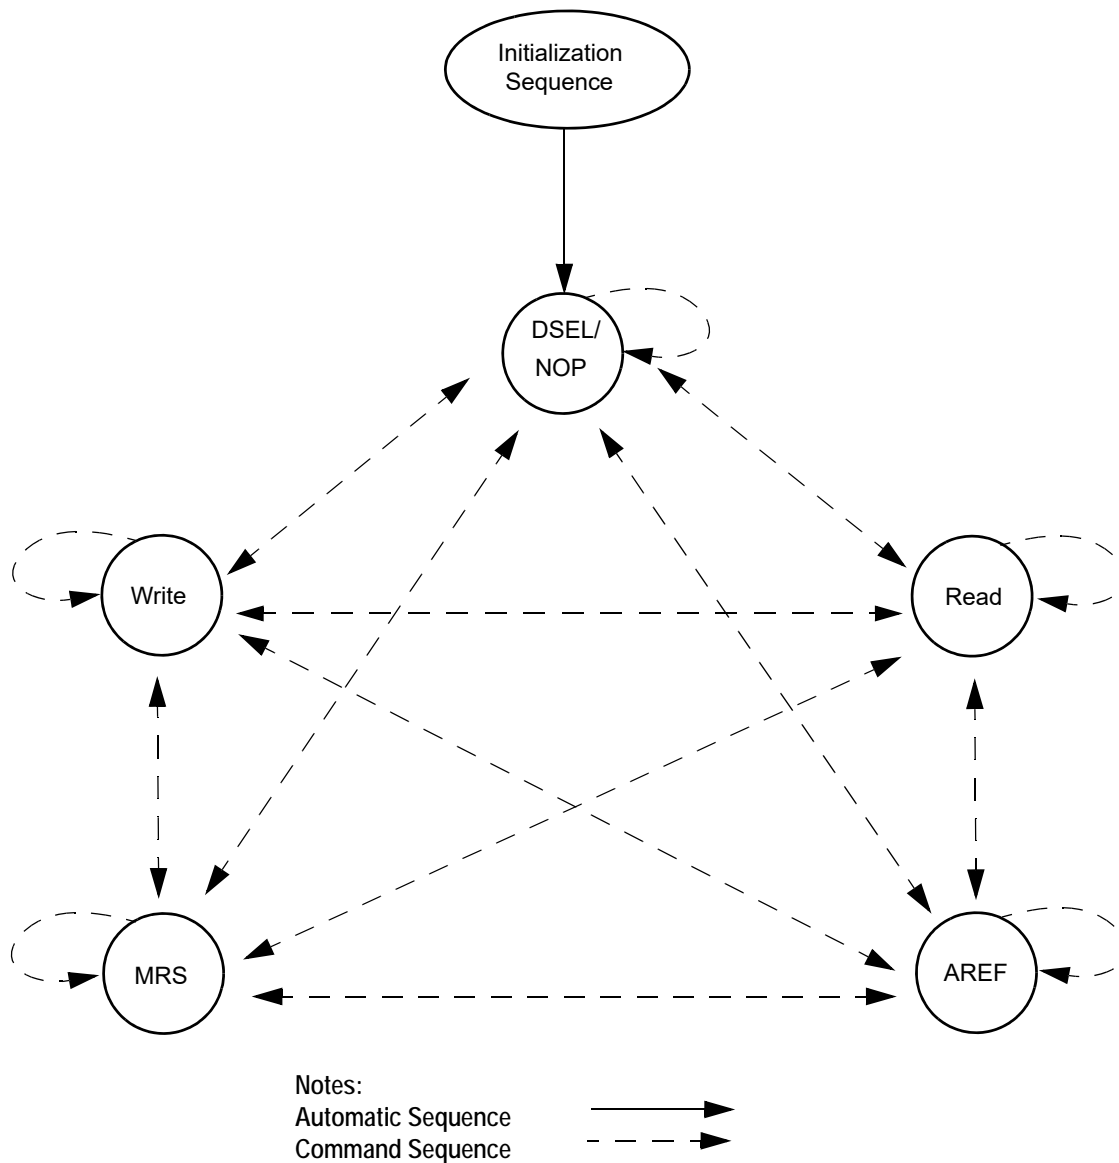 Initialization
Sequence
DSEL/
NOP
Write
Read
MRS
AREF
Notes:
Automatic Sequence
Command Sequence